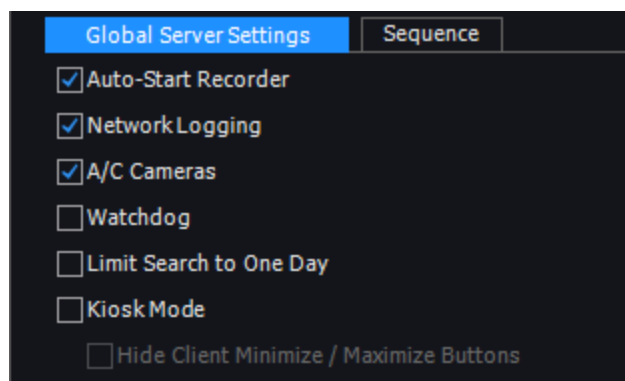 Global Server Settings Sequence
Auto-Start Recorder
Network Logging
A/C Cameras
Watchdog
Limit Search to One Day
Kiosk Mode
Hide Client Minimize / Maximize Buttons